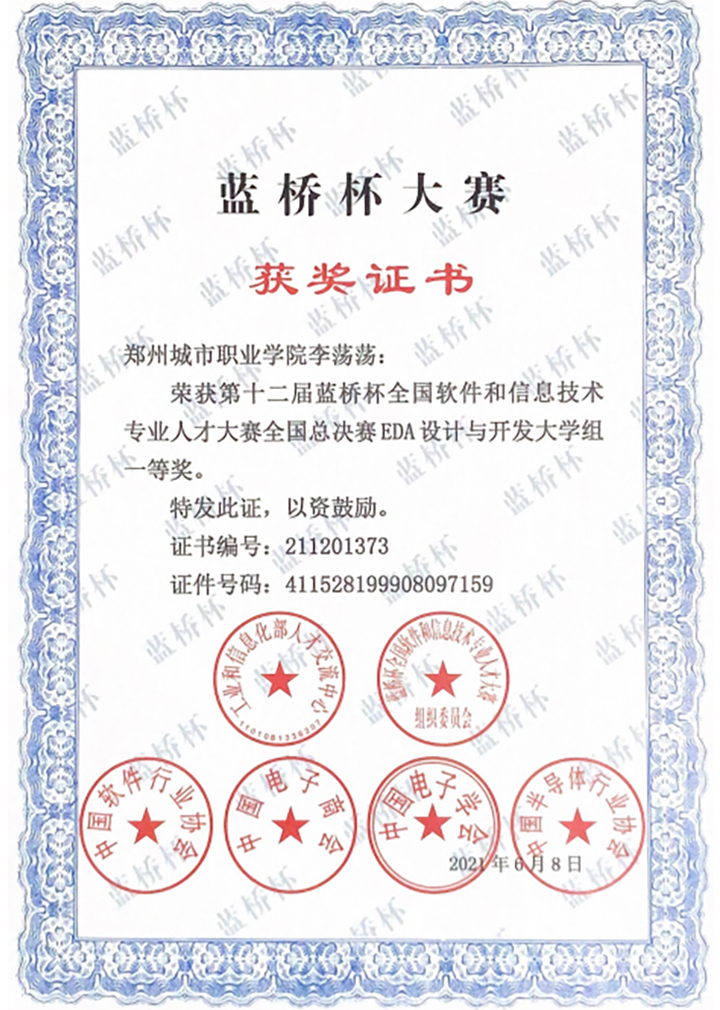 蓝桥杯大赛
获奖证书
郑州城市职业学院李荡荡:
荣获第十二届蓝桥杯全国软件和信息技术
专业人才大赛全国总决赛EDA设计与开发大学组
一等奖。
特发此证,以资鼓励。
证书编号:211201373
证件号码:411528199908097159
工业和信息化部人才交流中心
蓝桥杯全国软件和信息技术专业人才大赛
组织委员会
中国软件行业协会
中国电子商会
中国电子学会
中国半导体行业协会
2021年6月8日